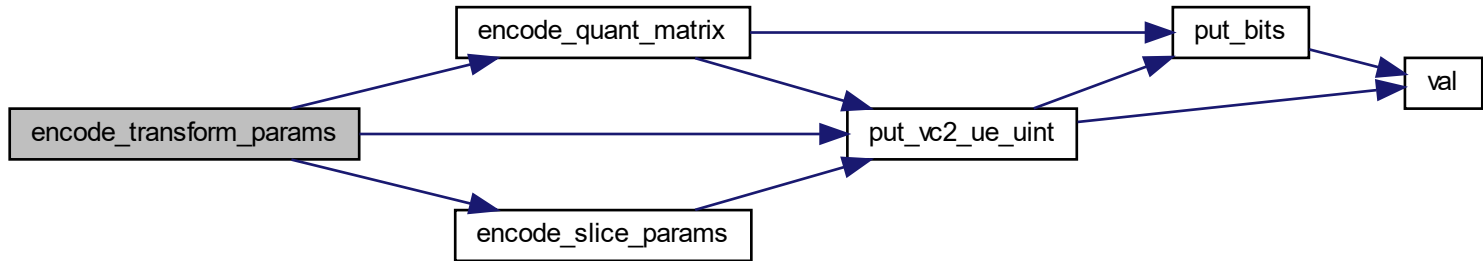 encode_transform_params
encode_quant_matrix
encode_slice_params
put_vc2_ue_uint
put_bits
val